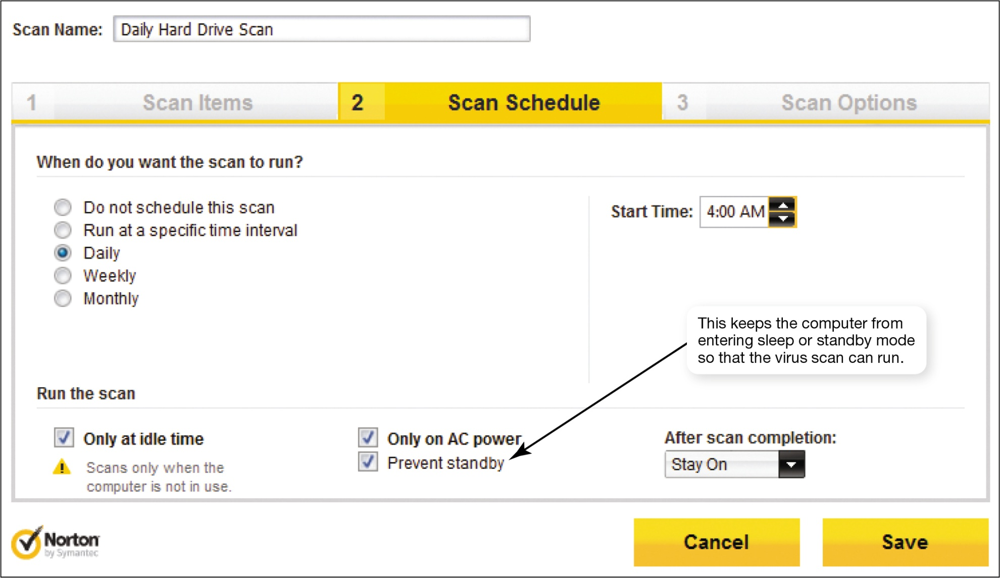 Scan Name: Daily Hard Drive Scan
1 Scan Items 2 Scan Schedule 3 Scan Options
When do you want the scan to run?
Do not schedule this scan
Run at a specific time interval
Daily
Weekly
Monthly
Start Time: 4:00 AM
This keeps the computer from
entering sleep or standby mode
so that the virus scan can run.
Run the scan
Only at idle time
Scans only when the
computer is not in use.
Only on AC power
Prevent standby
After scan completion:
Stay On
Norton
by Symantec
Cancel
Save